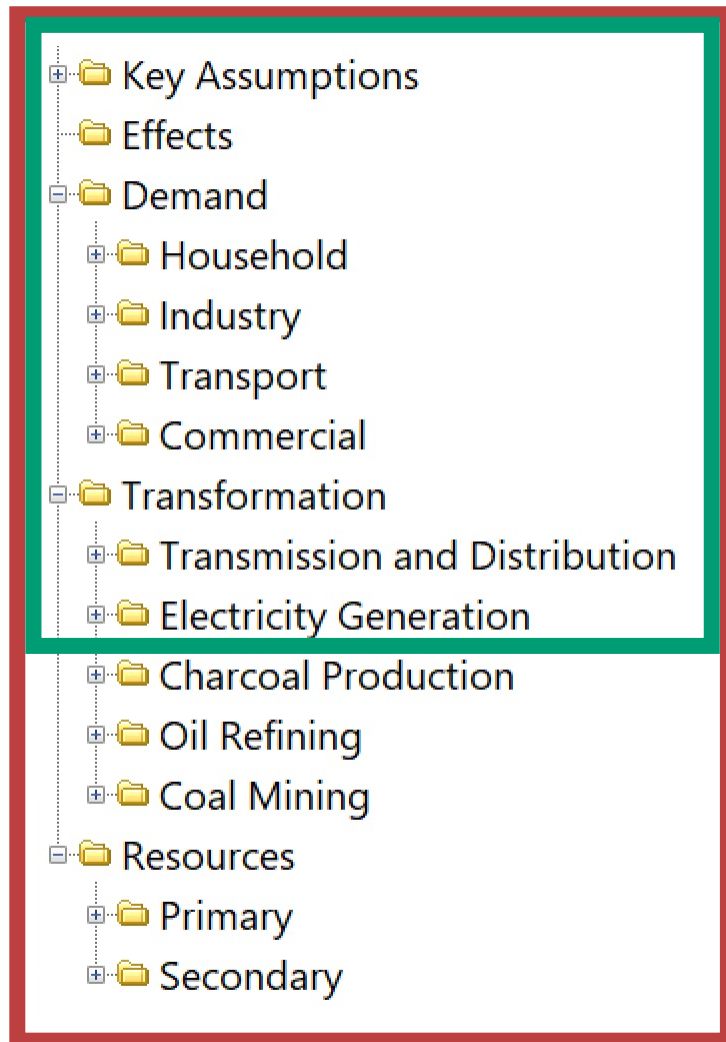 Key Assumptions
Effects
Demand
Household
Industry
Transport
Commercial
Transformation
Transmission and Distribution
Electricity Generation
Charcoal Production
Oil Refining
Coal Mining
Resources
Primary
Secondary